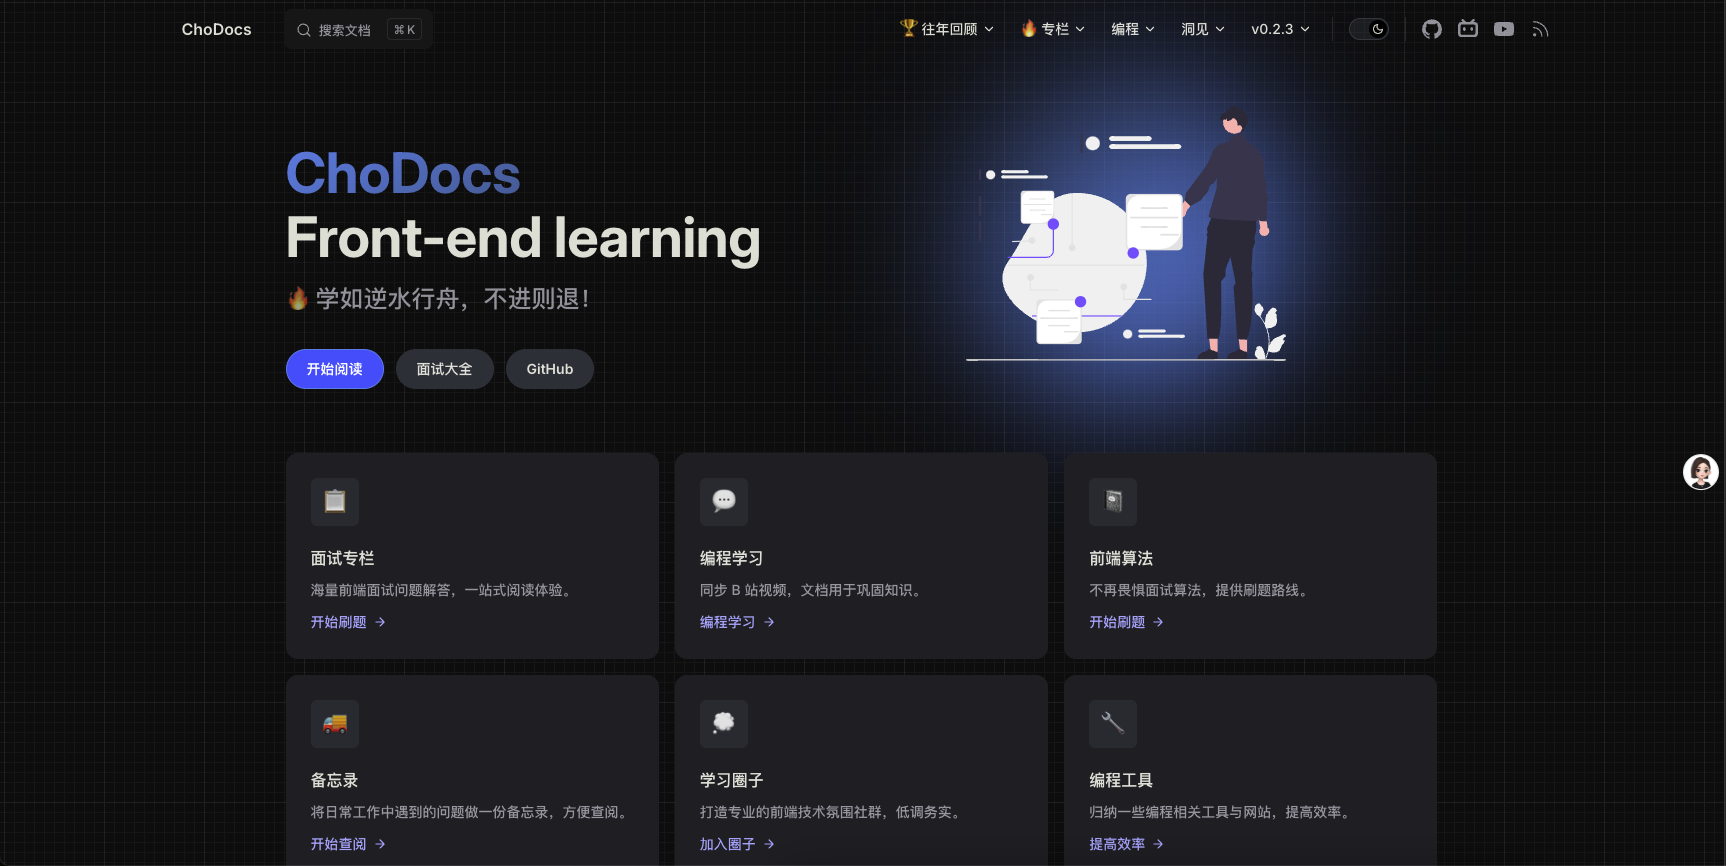 ChoDocs
搜索文档
⌘ K
🏆 往年回顾
🔥 专栏
编程
洞见
v0.2.3
ChoDocs
Front-end learning
🔥 学如逆水行舟，不进则退！
开始阅读
面试大全
GitHub
面试专栏
海量前端面试问题解答，一站式阅读体验。
开始刷题 →
编程学习
同步 B 站视频，文档用于巩固知识。
编程学习 →
前端算法
不再畏惧面试算法，提供刷题路线。
开始刷题 →
备忘录
将日常工作中遇到的问题做一份备忘录，方便查阅。
开始查阅 →
学习圈子
打造专业的前端技术氛围社群，低调务实。
加入圈子 →
编程工具
归纳一些编程相关工具与网站，提高效率。
提高效率 →